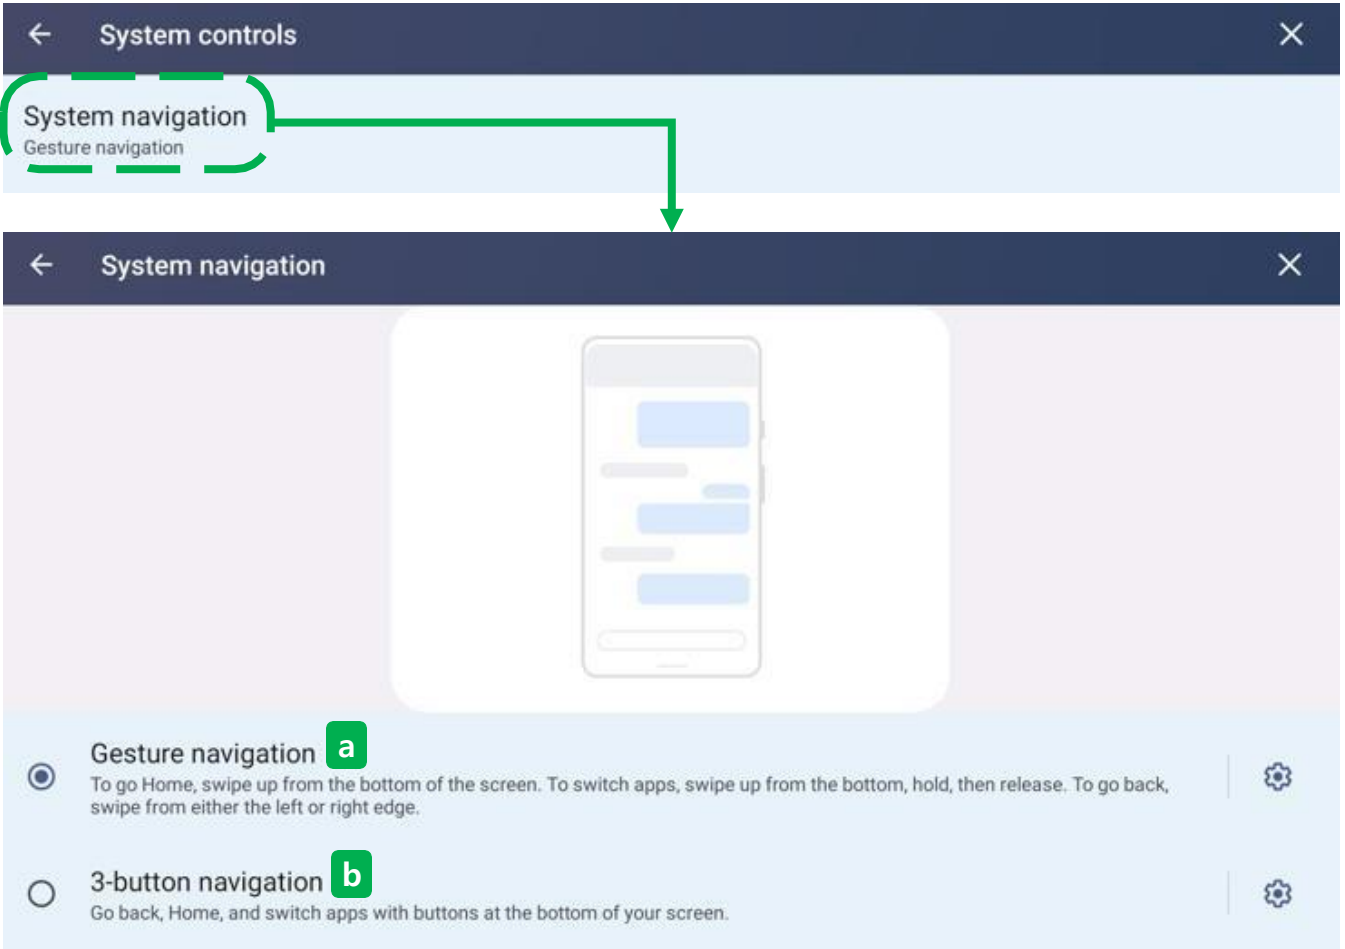 System controls
System navigation
Gesture navigation
System navigation
Gesture navigation a
To go Home, swipe up from the bottom of the screen. To switch apps, swipe up from the bottom, hold, then release. To go back,
swipe from either the left or right edge.
3-button navigation b
Go back, Home, and switch apps with buttons at the bottom of your screen.